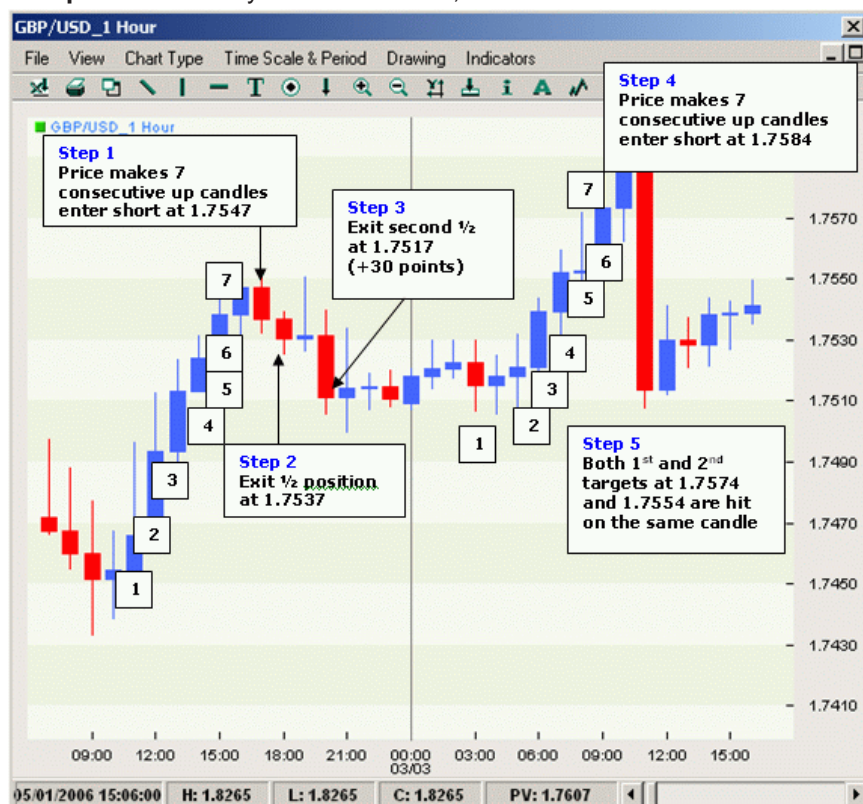 GBP/USD_1 Hour
File View Chart Type Time Scale & Period Drawing Indicators
GBP/USD_1 Hour
Step 1
Price makes 7
consecutive up candles
enter short at 1.7547
Step 3
Exit second ½
at 1.7517
(+30 points)
Step 4
Price makes 7
consecutive up candles
enter short at 1.7584
7
6
5
4
3
2
1
Step 2
Exit ½ position
at 1.7537
7
6
5
4
3
2
1
Step 5
Both 1st and 2nd
targets at 1.7574
and 1.7554 are hit
on the same candle
1.7570
1.7550
1.7530
1.7510
1.7490
1.7470
1.7450
1.7430
1.7410
09:00 12:00 15:00 18:00 21:00 00:00 03:00 06:00 09:00 12:00 15:00
03/03
05/01/2006 15:06:00 H: 1.8265 L: 1.8265 C: 1.8265 PV: 1.7607